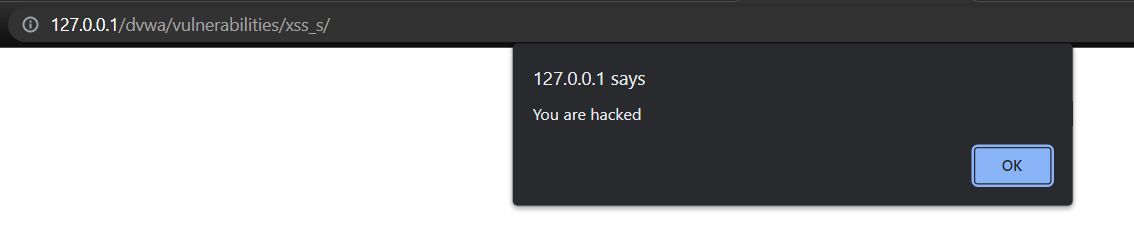 127.0.0.1/dvwa/vulnerabilities/xss_s/
127.0.0.1 says
You are hacked
OK